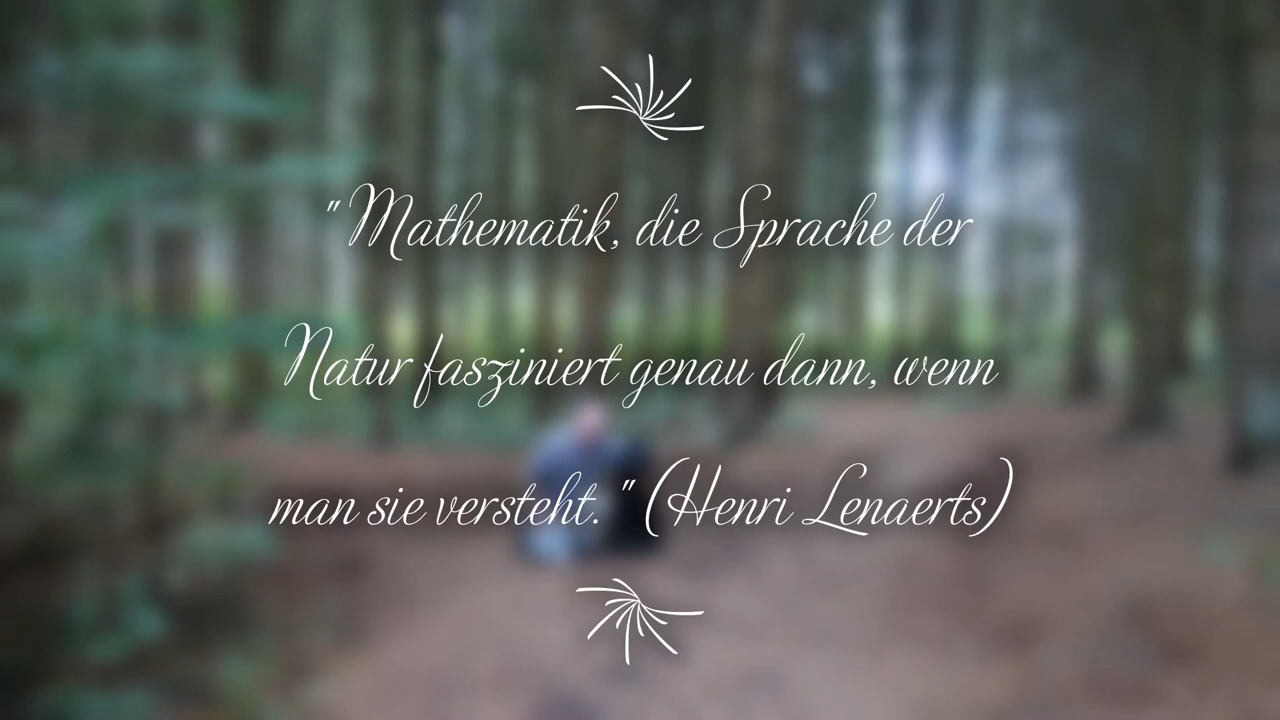 "Mathematik, die Sprache der
Natur fasziniert genau dann, wenn
man sie versteht." (Henri Lenaerts)